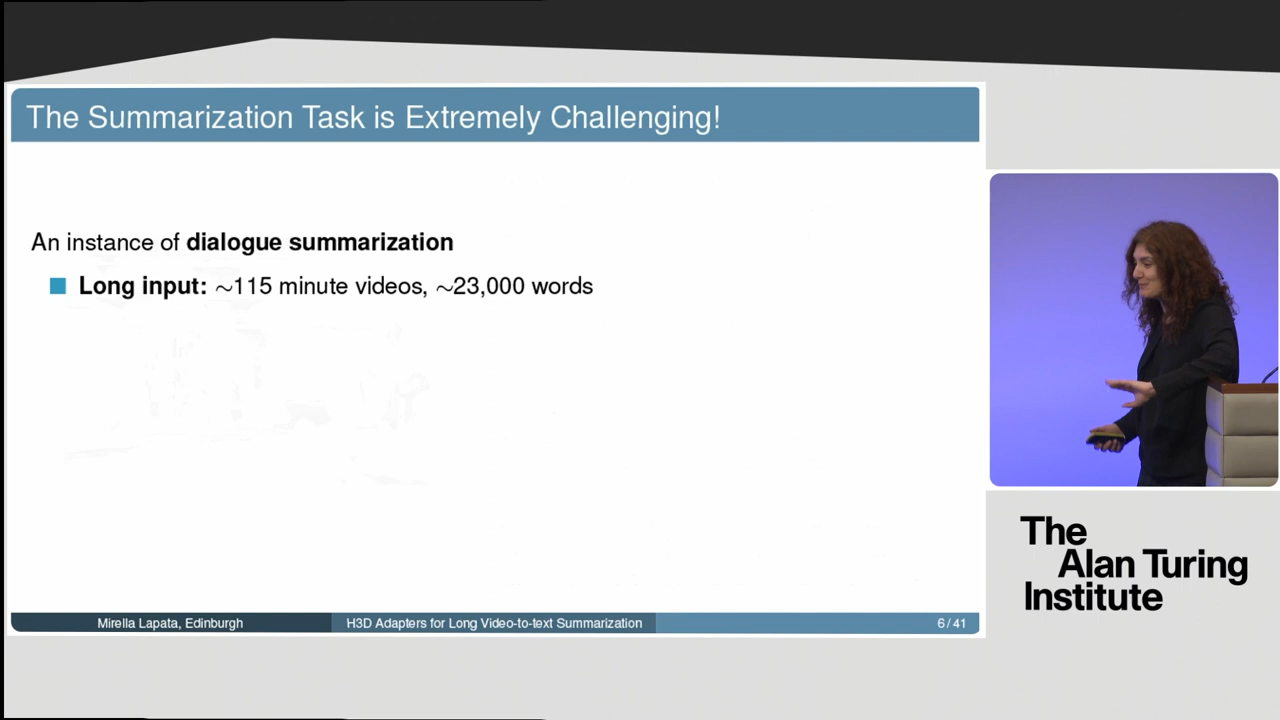 The Summarization Task is Extremely Challenging!
An instance of dialogue summarization
Long input: ~115 minute videos, ~23,000 words
Mirella Lapata, Edinburgh
H3D Adapters for Long Video-to-text Summarization
6 / 41
The
Alan Turing
Institute